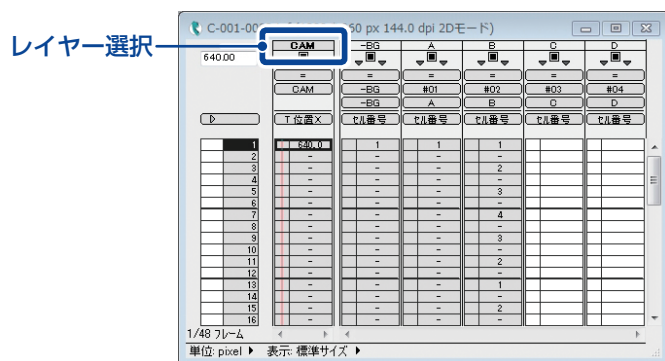 レイヤー選択
C-001-00 60 px 144.0 dpi 2Dモード)
CAM -BG A B C D
640.00
= = = = = =
CAM -BG #01 #02 #03 #04
-BG A B C D
T 位置X セル番号 セル番号 セル番号 セル番号 セル番号
1 640.0 1 1 1
2 - - - -
3 - - - 2
4 - - - -
5 - - - 3
6 - - - -
7 - - - 4
8 - - - -
9 - - - 3
10 - - - -
11 - - - 2
12 - - - -
13 - - - 1
14 - - - -
15 - - - 2
16 - - - -
1/48 フレーム
単位: pixel 表示: 標準サイズ